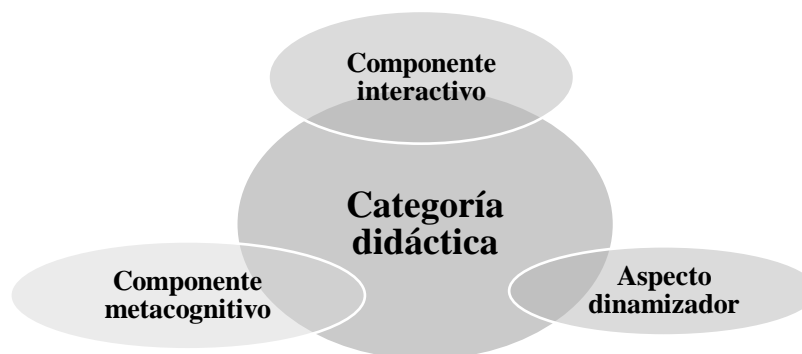 Componente
interactivo
Categoría
didáctica
Componente
metacognitivo
Aspecto
dinamizador